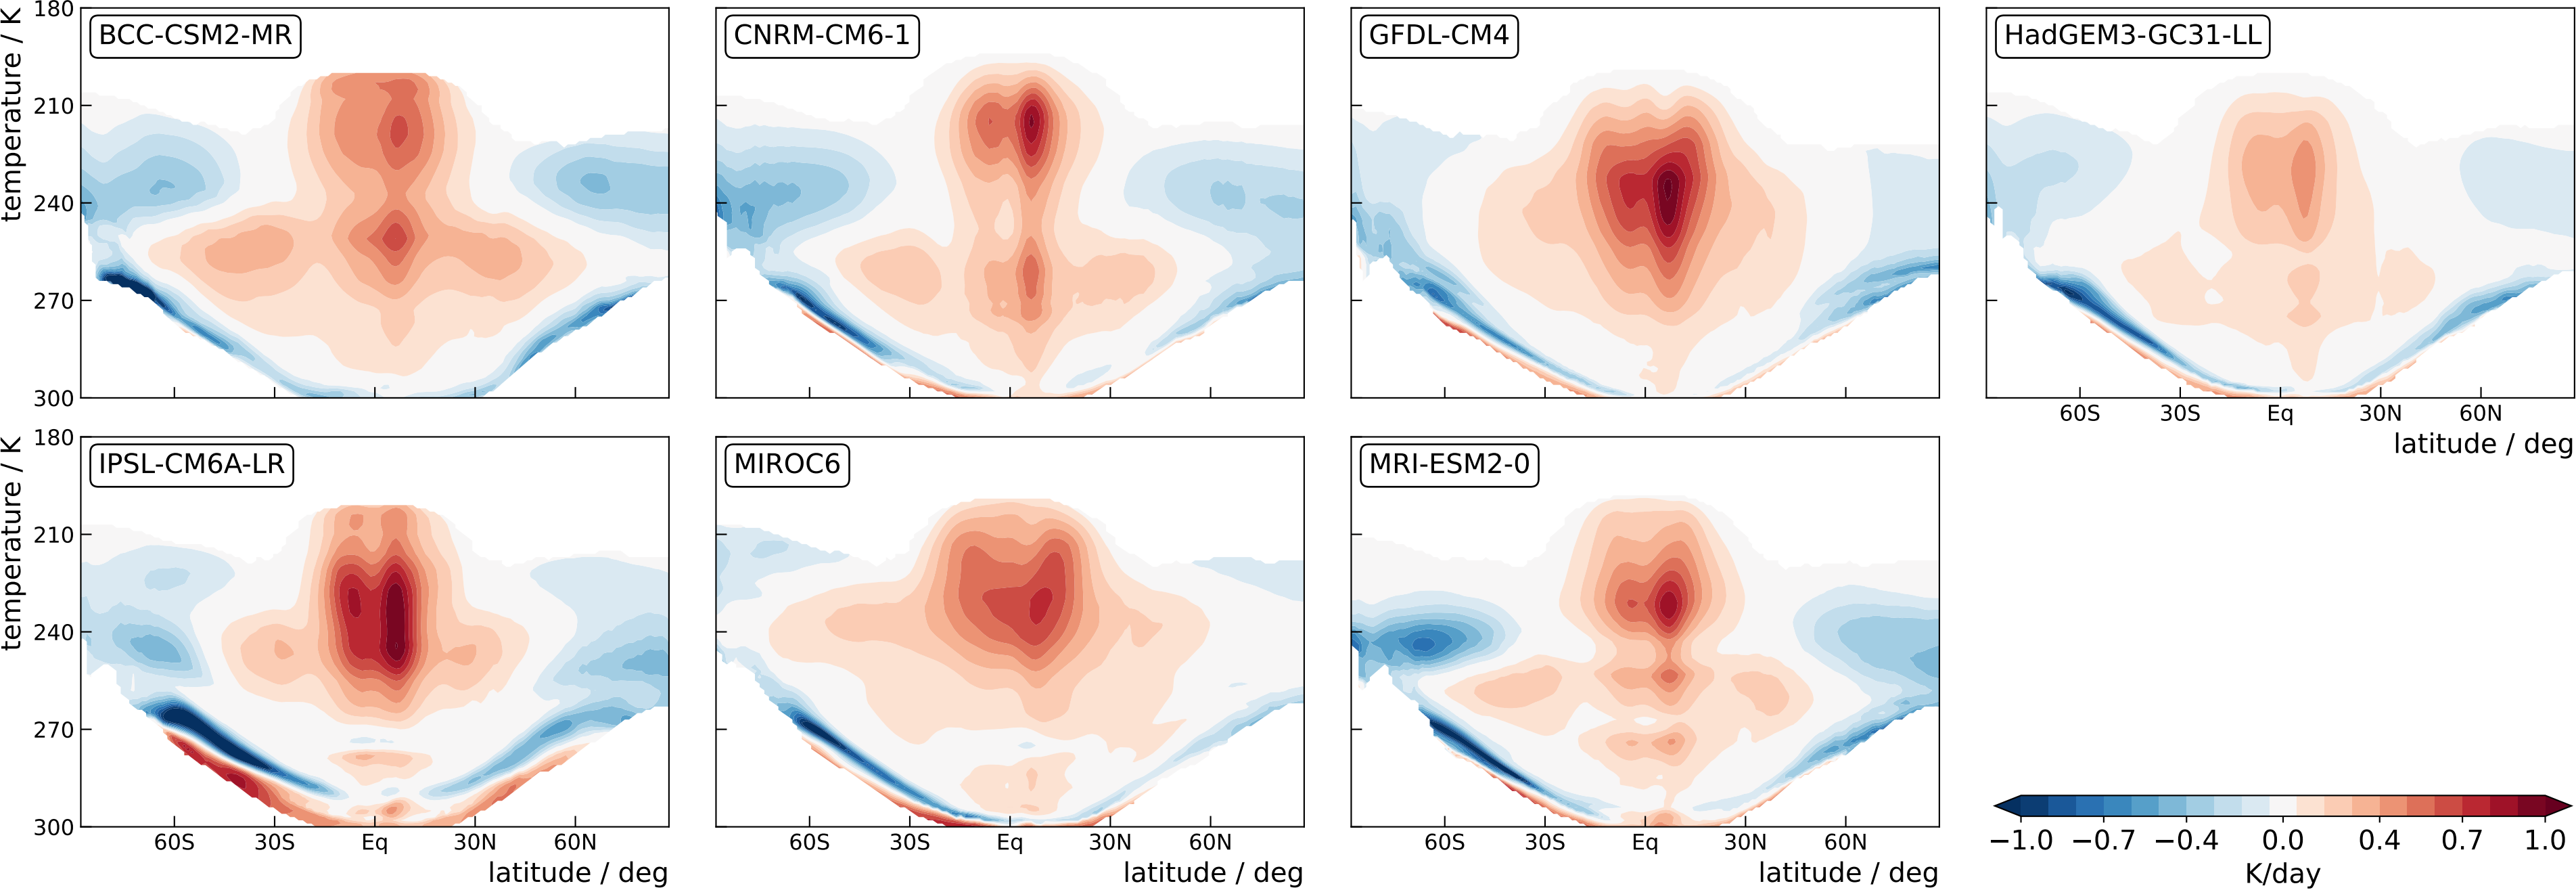 BCC-CSM2-MR
CNRM-CM6-1
GFDL-CM4
HadGEM3-GC31-LL
temperature / K
180
210
240
270
300
60S 30S Eq 30N 60N
latitude / deg
IPSL-CM6A-LR
MIROC6
MRI-ESM2-0
temperature / K
180
210
240
270
300
60S 30S Eq 30N 60N
latitude / deg
60S 30S Eq 30N 60N
latitude / deg
60S 30S Eq 30N 60N
latitude / deg
−1.0 −0.7 −0.4 0.0 0.4 0.7 1.0
K/day